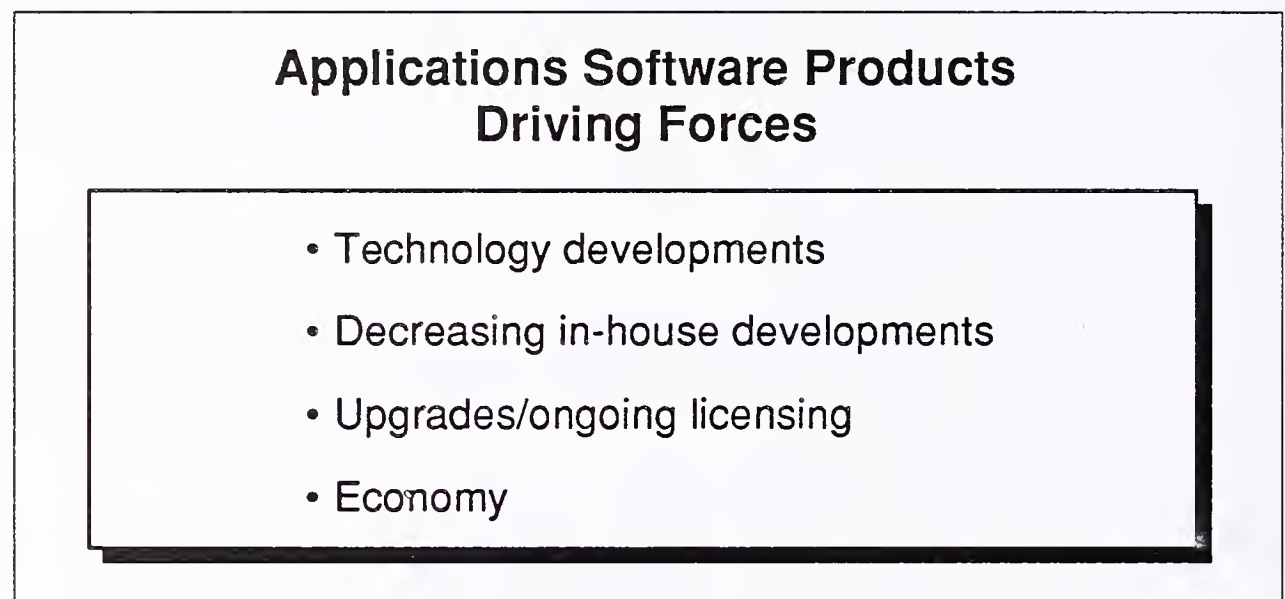 Applications Software Products
Driving Forces
• Technology developments
• Decreasing in-house developments
• Upgrades/ongoing licensing
• Economy